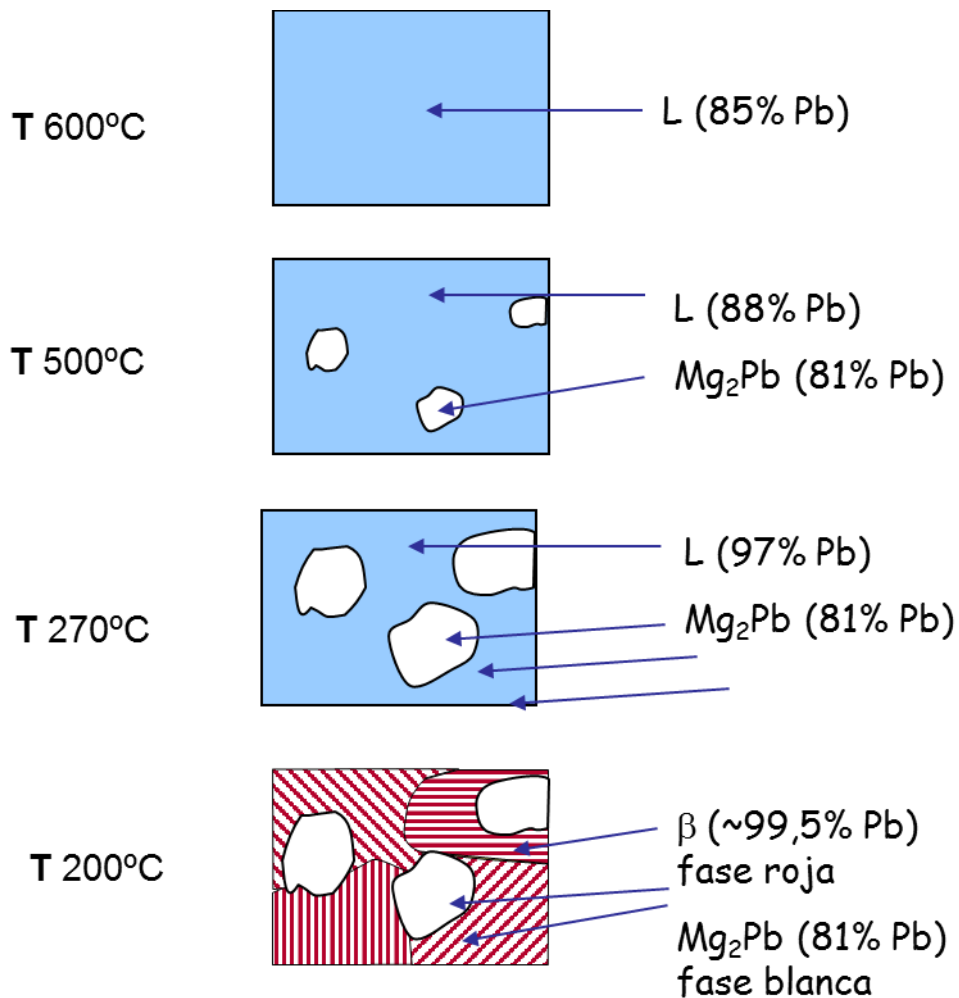 T 600ºC
L (85% Pb)
T 500ºC
L (88% Pb)
Mg₂Pb (81% Pb)
T 270ºC
L (97% Pb)
Mg₂Pb (81% Pb)
T 200ºC
β (~99,5% Pb)
fase roja
Mg₂Pb (81% Pb)
fase blanca